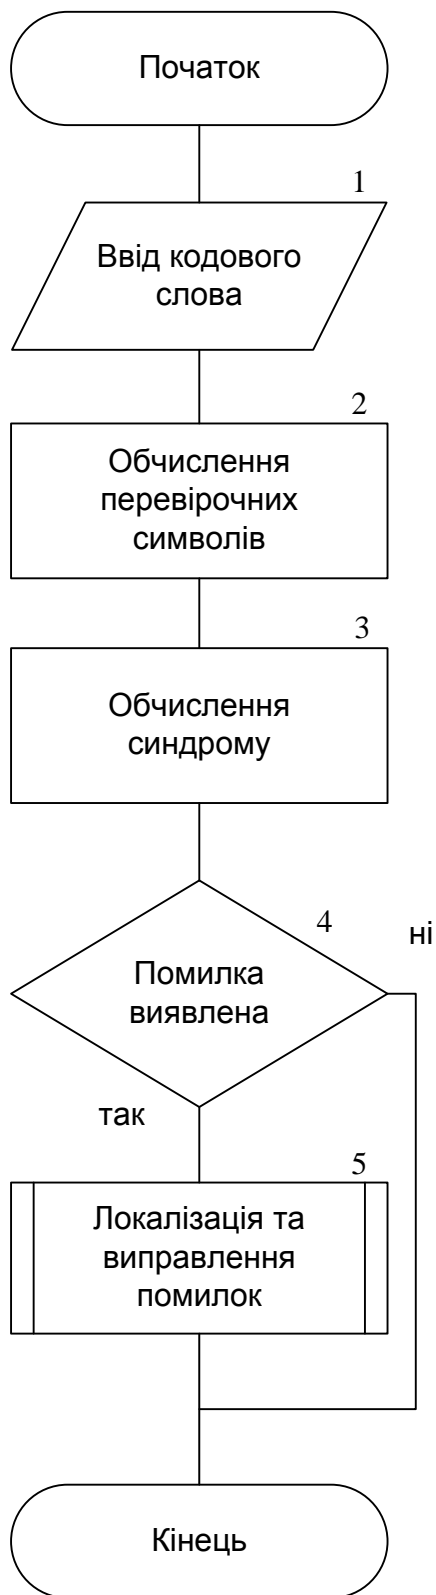 Початок
1
Ввід кодового
слова
2
Обчислення
перевірочних
символів
3
Обчислення
синдрому
4
ні
Помилка
виявлена
так
5
Локалізація та
виправлення
помилок
Кінець